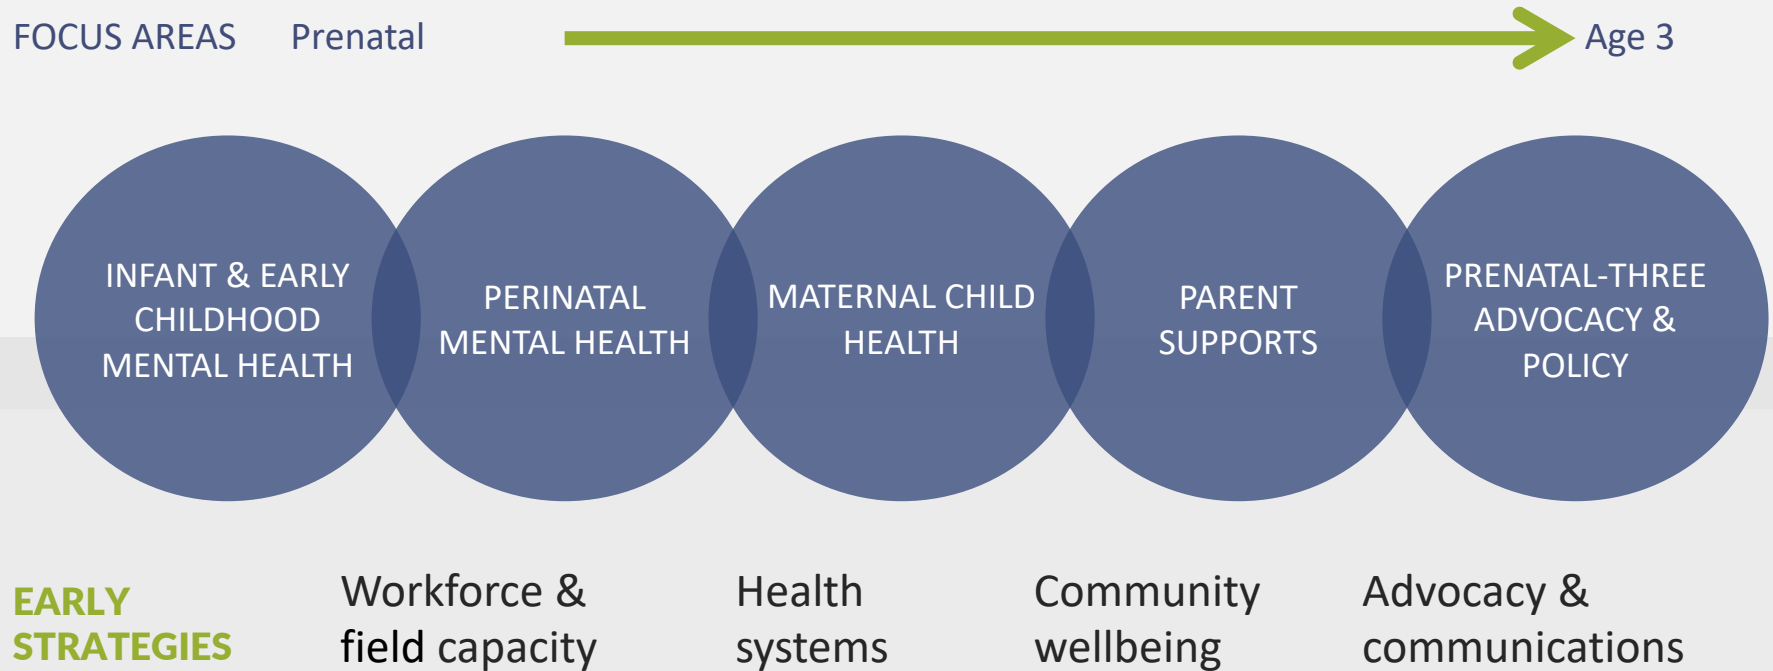 FOCUS AREAS Prenatal Age 3
INFANT & EARLY
CHILDHOOD
MENTAL HEALTH
PERINATAL
MENTAL HEALTH
MATERNAL CHILD
HEALTH
PARENT
SUPPORTS
PRENATAL-THREE
ADVOCACY &
POLICY
EARLY
STRATEGIES
Workforce &
field capacity
Health
systems
Community
wellbeing
Advocacy &
communications